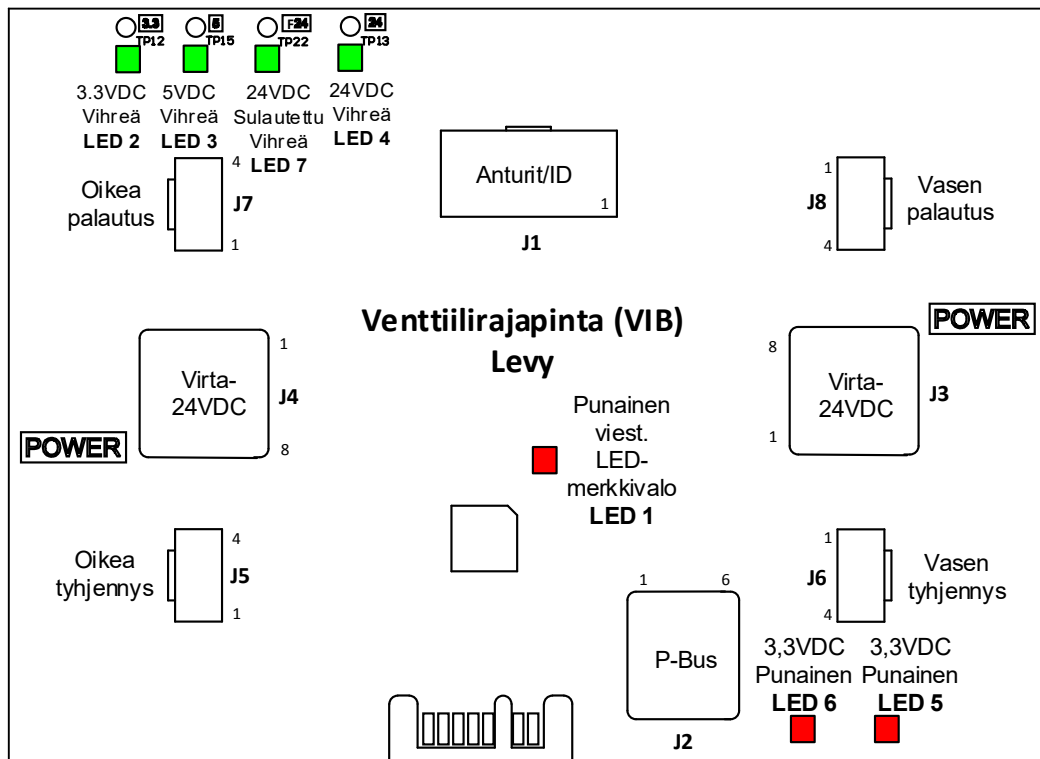 3.3 5 F24 24
TP12 TP15 TP22 TP13
3.3VDC
Vihreä
LED 2
5VDC
Vihreä
LED 3
24VDC
Sulautettu
Vihreä
LED 7
24VDC
Vihreä
LED 4
Oikea
palautus
4
J7
1
Anturit/ID
1
J1
1
J8
4
Vasen
palautus
Venttiilirajapinta (VIB)
Levy
POWER
Virta-
24VDC
1
J4
8
POWER
8
Virta-
24VDC
J3
1
Punainen
viest.
LED-
merkkivalo
LED 1
Oikea
tyhjennys
4
J5
1
1
J6
4
Vasen
tyhjennys
1 6
P-Bus
J2
3,3VDC
Punainen
LED 6
3,3VDC
Punainen
LED 5